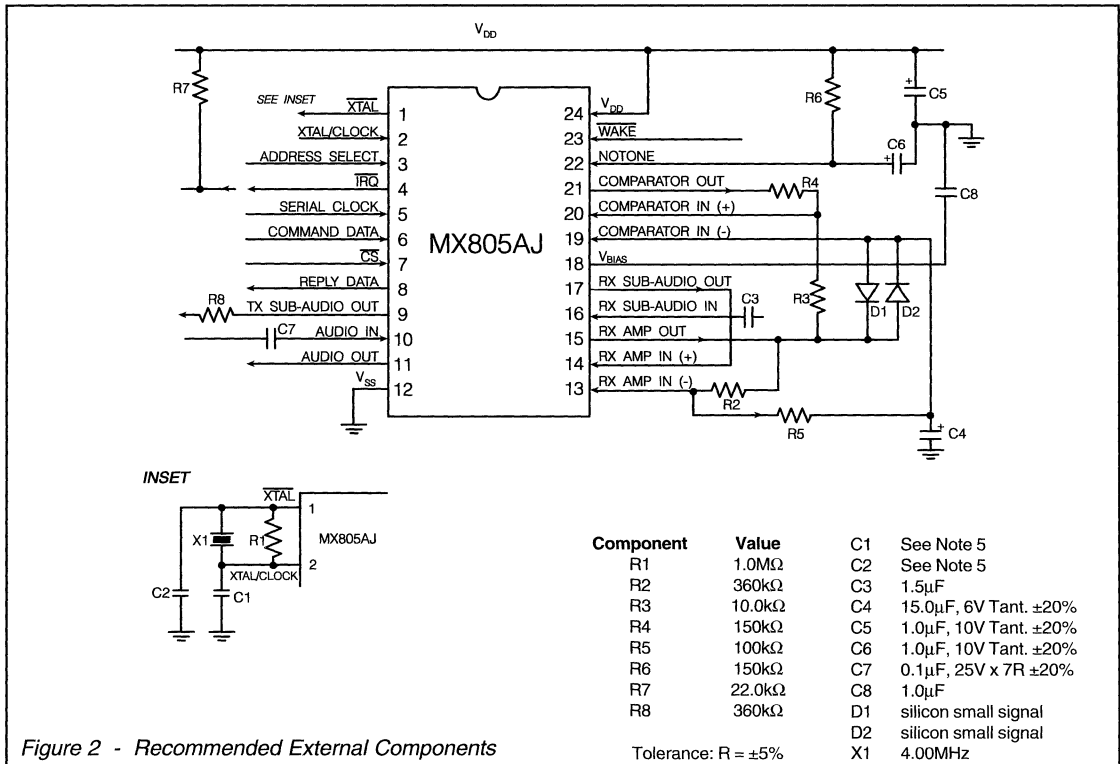 V_DD
R7
SEE INSET
XTAL
1
XTAL/CLOCK
2
ADDRESS SELECT
3
IRQ
4
SERIAL CLOCK
5
COMMAND DATA
6
CS
7
REPLY DATA
8
R8
TX SUB-AUDIO OUT
9
C7
AUDIO IN
10
AUDIO OUT
11
V_SS
12
MX805AJ
24
V_DD
23
WAKE
22
NOTONE
21
COMPARATOR OUT
20
COMPARATOR IN (+)
19
COMPARATOR IN (-)
18
V_BIAS
17
RX SUB-AUDIO OUT
16
RX SUB-AUDIO IN
15
RX AMP OUT
14
RX AMP IN (+)
13
RX AMP IN (-)
R6
C5
+
C6
+
C8
R4
R3
C3
D1
D2
R2
R5
C4
+
INSET
XTAL
1
X1
R1
MX805AJ
2
XTAL/CLOCK
C2
C1
Component Value
R1 1.0MΩ
R2 360kΩ
R3 10.0kΩ
R4 150kΩ
R5 100kΩ
R6 150kΩ
R7 22.0kΩ
R8 360kΩ
Tolerance: R = ±5%
C1 See Note 5
C2 See Note 5
C3 1.5µF
C4 15.0µF, 6V Tant. ±20%
C5 1.0µF, 10V Tant. ±20%
C6 1.0µF, 10V Tant. ±20%
C7 0.1µF, 25V x 7R ±20%
C8 1.0µF
D1 silicon small signal
D2 silicon small signal
X1 4.00MHz
Figure 2 - Recommended External Components